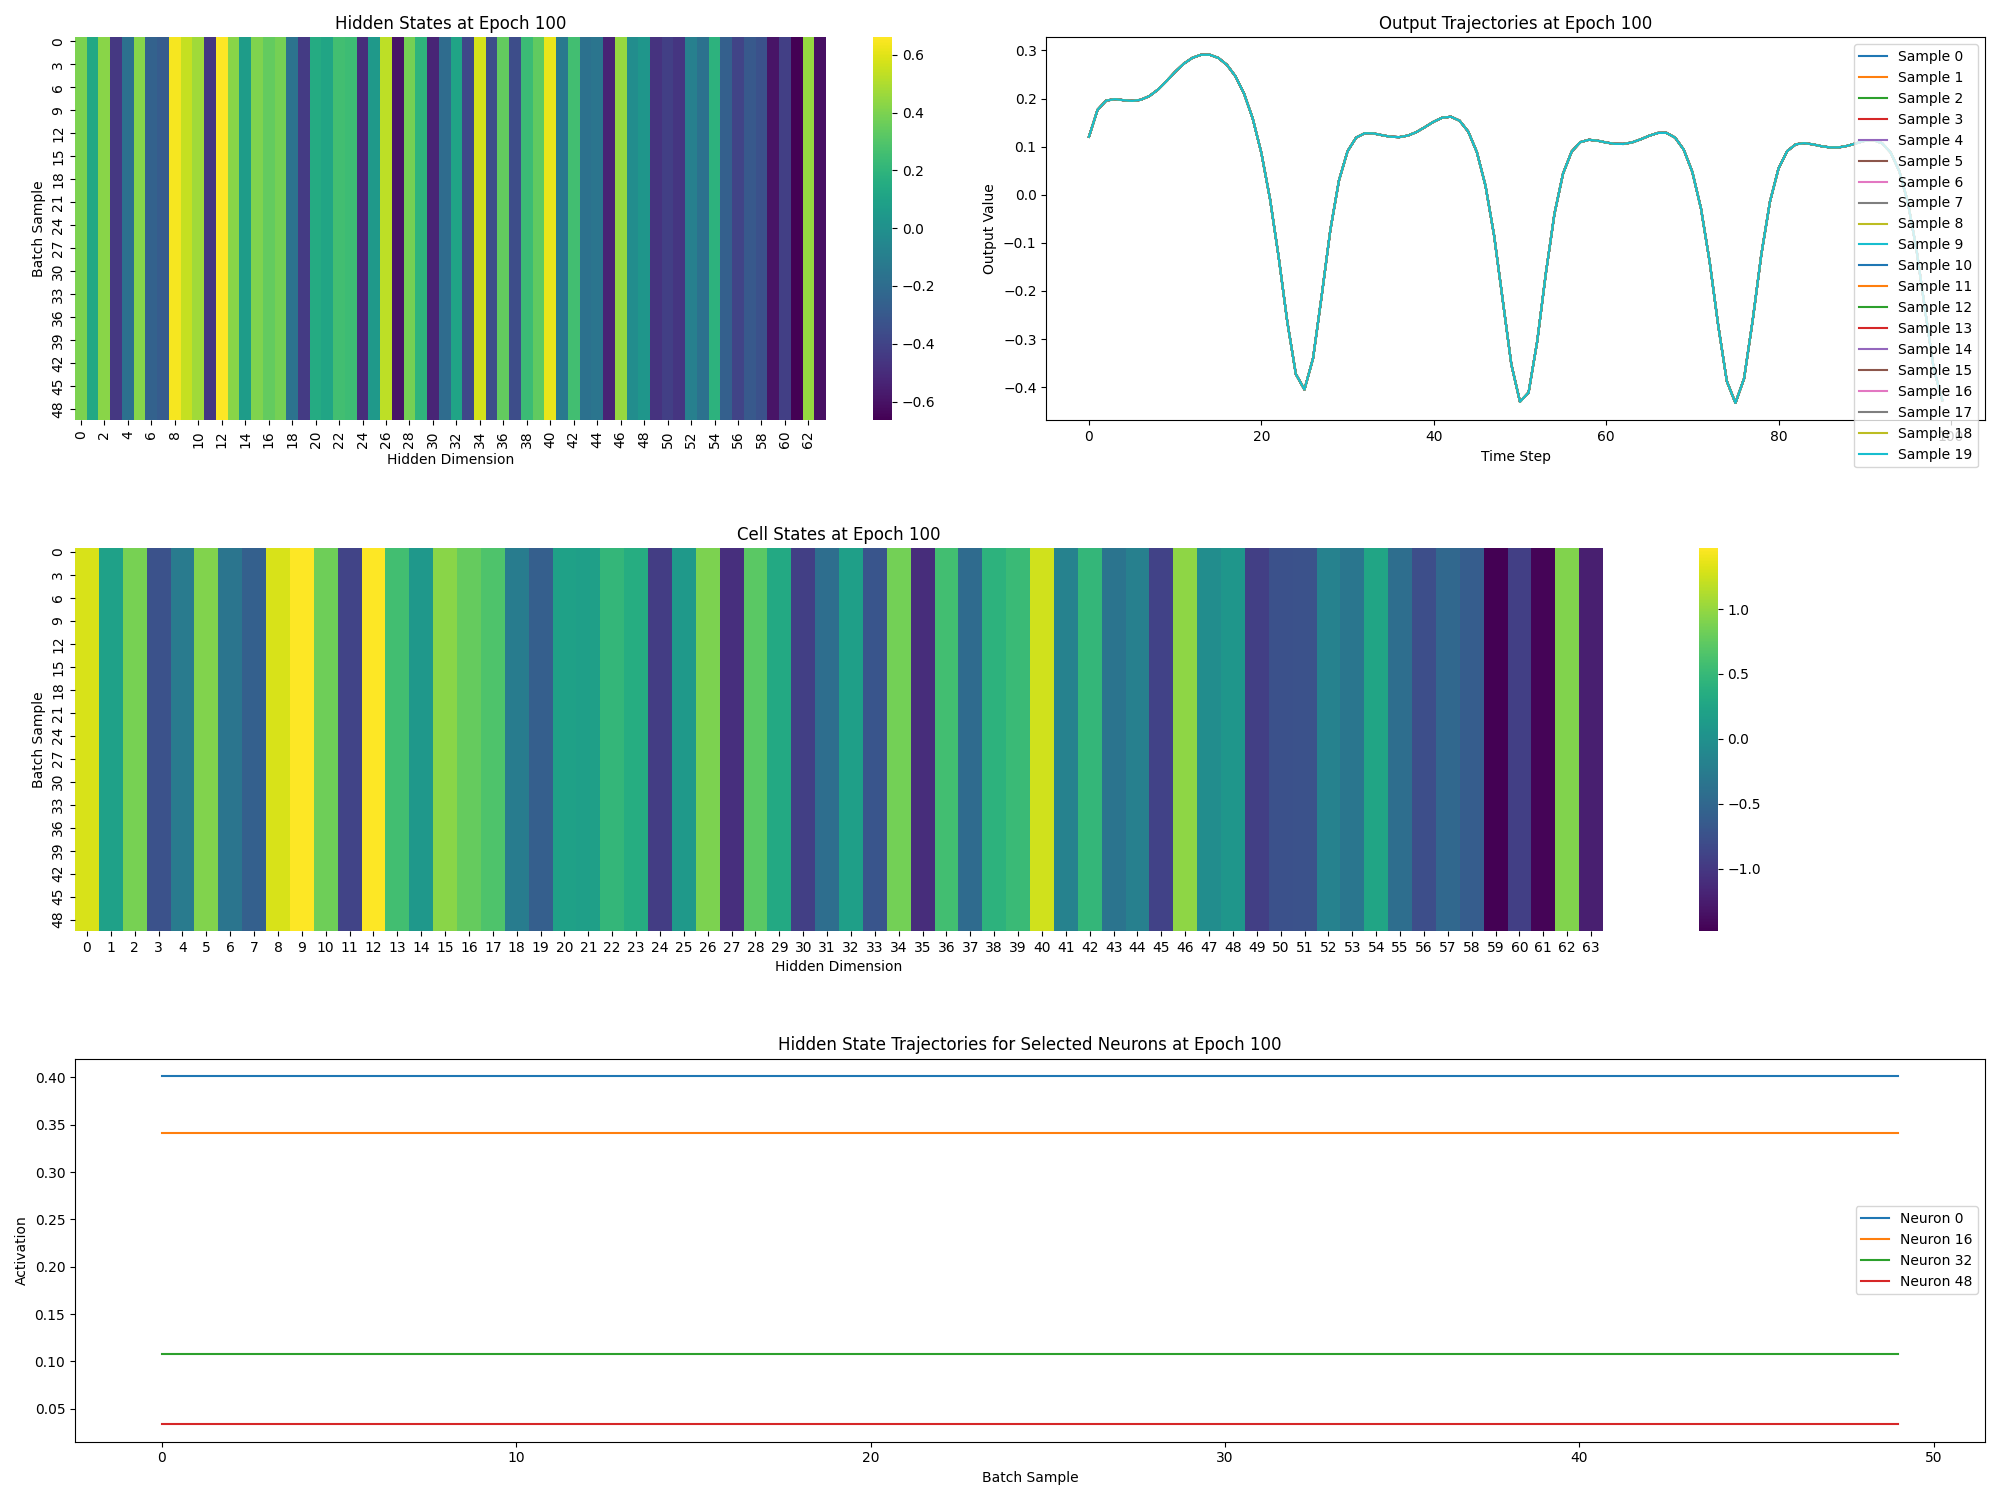 Hidden States at Epoch 100
0
3
6
9
12
15
18
21
24
27
30
33
36
39
42
45
48
Batch Sample
0 2 4 6 8 10 12 14 16 18 20 22 24 26 28 30 32 34 36 38 40 42 44 46 48 50 52 54 56 58 60 62
Hidden Dimension
0.6
0.4
0.2
0.0
−0.2
−0.4
−0.6
Output Trajectories at Epoch 100
0.3
0.2
0.1
0.0
−0.1
−0.2
−0.3
−0.4
Output Value
0 20 40 60 80 100
Time Step
Sample 0
Sample 1
Sample 2
Sample 3
Sample 4
Sample 5
Sample 6
Sample 7
Sample 8
Sample 9
Sample 10
Sample 11
Sample 12
Sample 13
Sample 14
Sample 15
Sample 16
Sample 17
Sample 18
Sample 19
Cell States at Epoch 100
0
3
6
9
12
15
18
21
24
27
30
33
36
39
42
45
48
Batch Sample
0 1 2 3 4 5 6 7 8 9 10 11 12 13 14 15 16 17 18 19 20 21 22 23 24 25 26 27 28 29 30 31 32 33 34 35 36 37 38 39 40 41 42 43 44 45 46 47 48 49 50 51 52 53 54 55 56 57 58 59 60 61 62 63
Hidden Dimension
1.0
0.5
0.0
−0.5
−1.0
Hidden State Trajectories for Selected Neurons at Epoch 100
0.40
0.35
0.30
0.25
0.20
0.15
0.10
0.05
Activation
0 10 20 30 40 50
Batch Sample
Neuron 0
Neuron 16
Neuron 32
Neuron 48